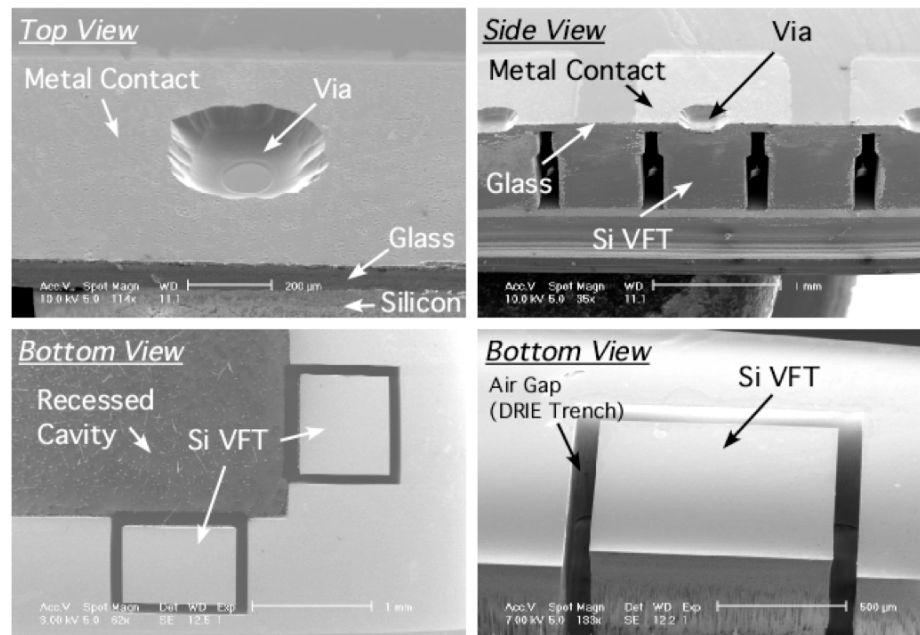 Top View
Metal Contact
Via
Glass
Silicon
Acc.V Spot Magn WD
10.0 kV 5.0 114x 11.1
200 µm
Side View
Via
Metal Contact
Glass
Si VFT
Acc.V Spot Magn WD
10.0 kV 5.0 35x 11.1
1 mm
Bottom View
Recessed
Cavity
Si VFT
Acc.V Spot Magn Det WD Exp
3.00 kV 5.0 62x SE 12.5 1
1 mm
Bottom View
Air Gap
(DRIE Trench)
Si VFT
Acc.V Spot Magn Det WD Exp
7.00 kV 5.0 133x SE 12.2 1
500 µm